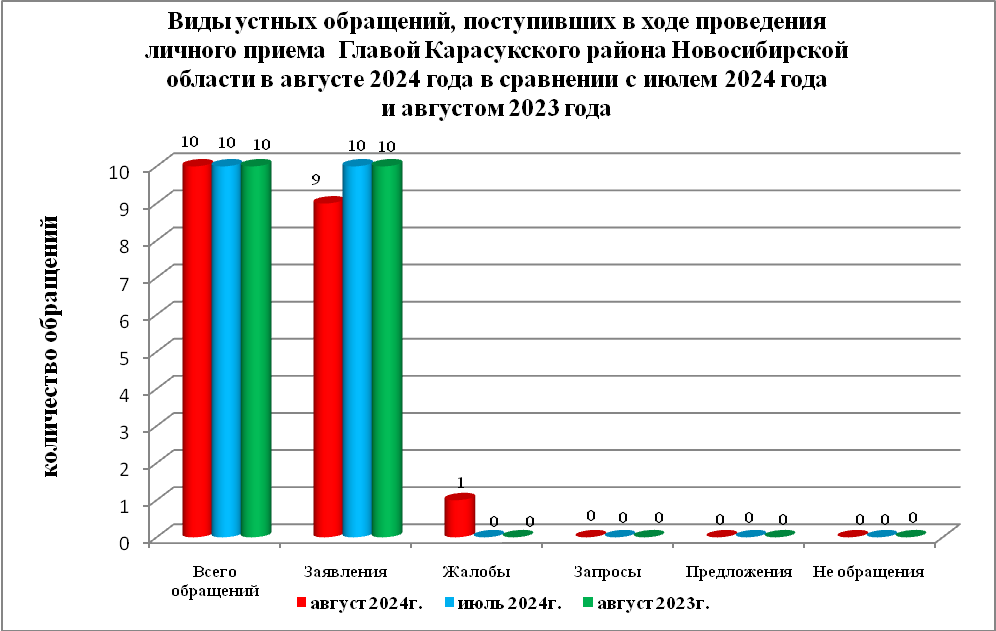 Виды устных обращений, поступивших в ходе проведения
личного приема Главой Карасукского района Новосибирской
области в августе 2024 года в сравнении с июлем 2024 года
и августом 2023 года
количество обращений
10 10 10
9 10 10
1 0 0
0 0 0
0 0 0
0 0 0
10
9
8
7
6
5
4
3
2
1
0
Всего обращений
Заявления
Жалобы
Запросы
Предложения
Не обращения
август 2024г. июль 2024г. август 2023г.